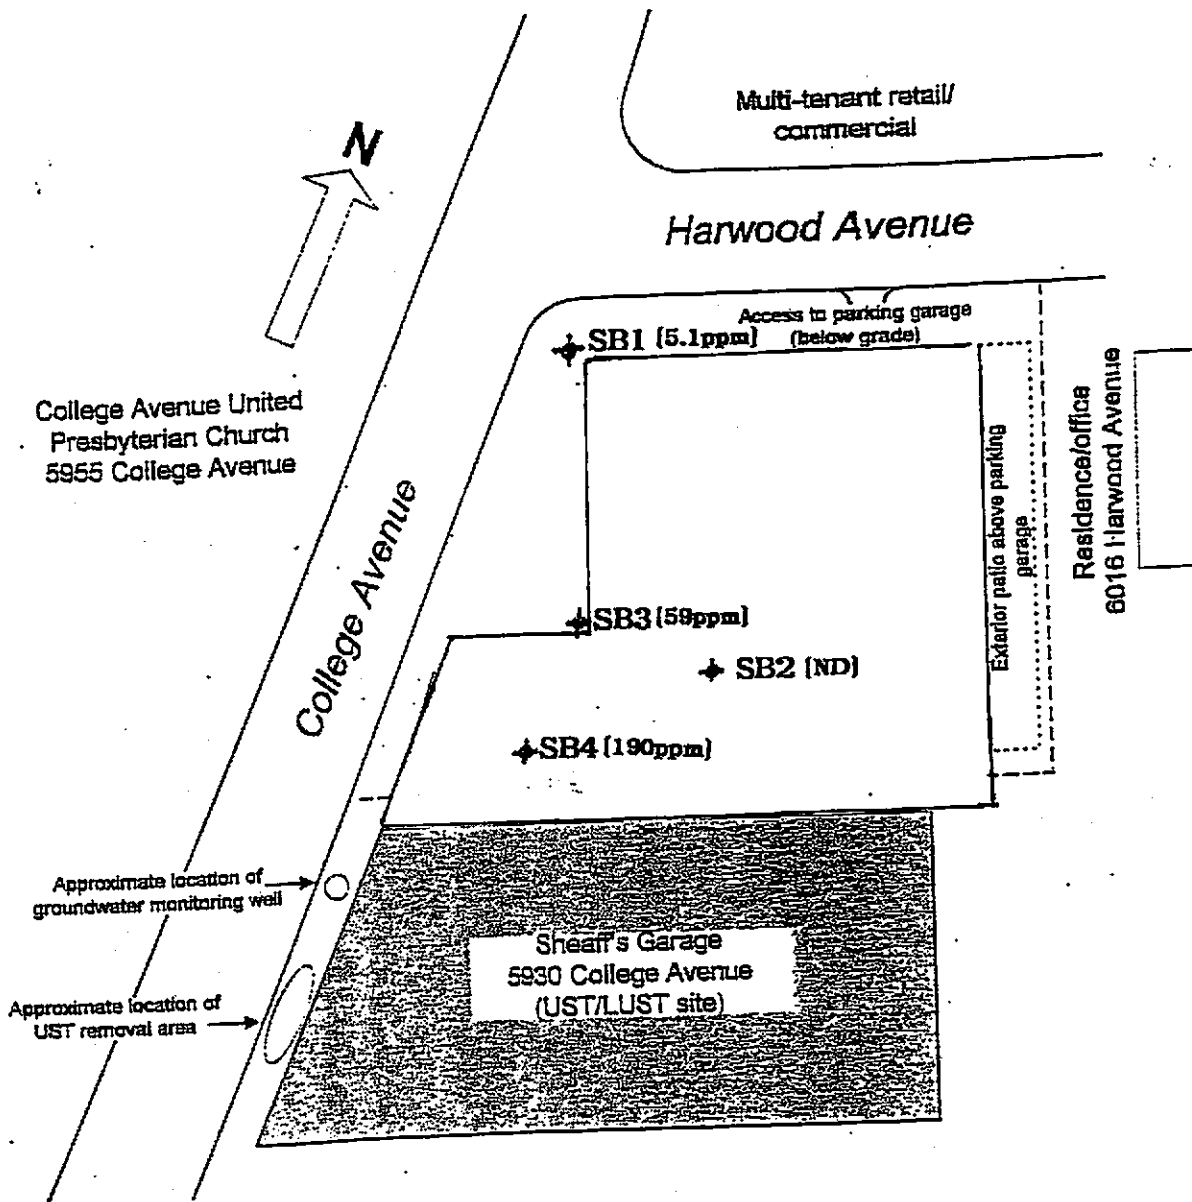 Multi-tenant retail/
commercial
N
Harwood Avenue
Access to parking garage
(below grade)
SB1 [5.1ppm]
College Avenue United
Presbyterian Church
5955 College Avenue
College Avenue
Exterior patio above parking
garage
Residence/office
6016 Harwood Avenue
SB3 [59ppm]
SB2 [ND]
SB4 [190ppm]
Approximate location of
groundwater monitoring well
Sheaff's Garage
5930 College Avenue
(UST/LUST site)
Approximate location of
UST removal area